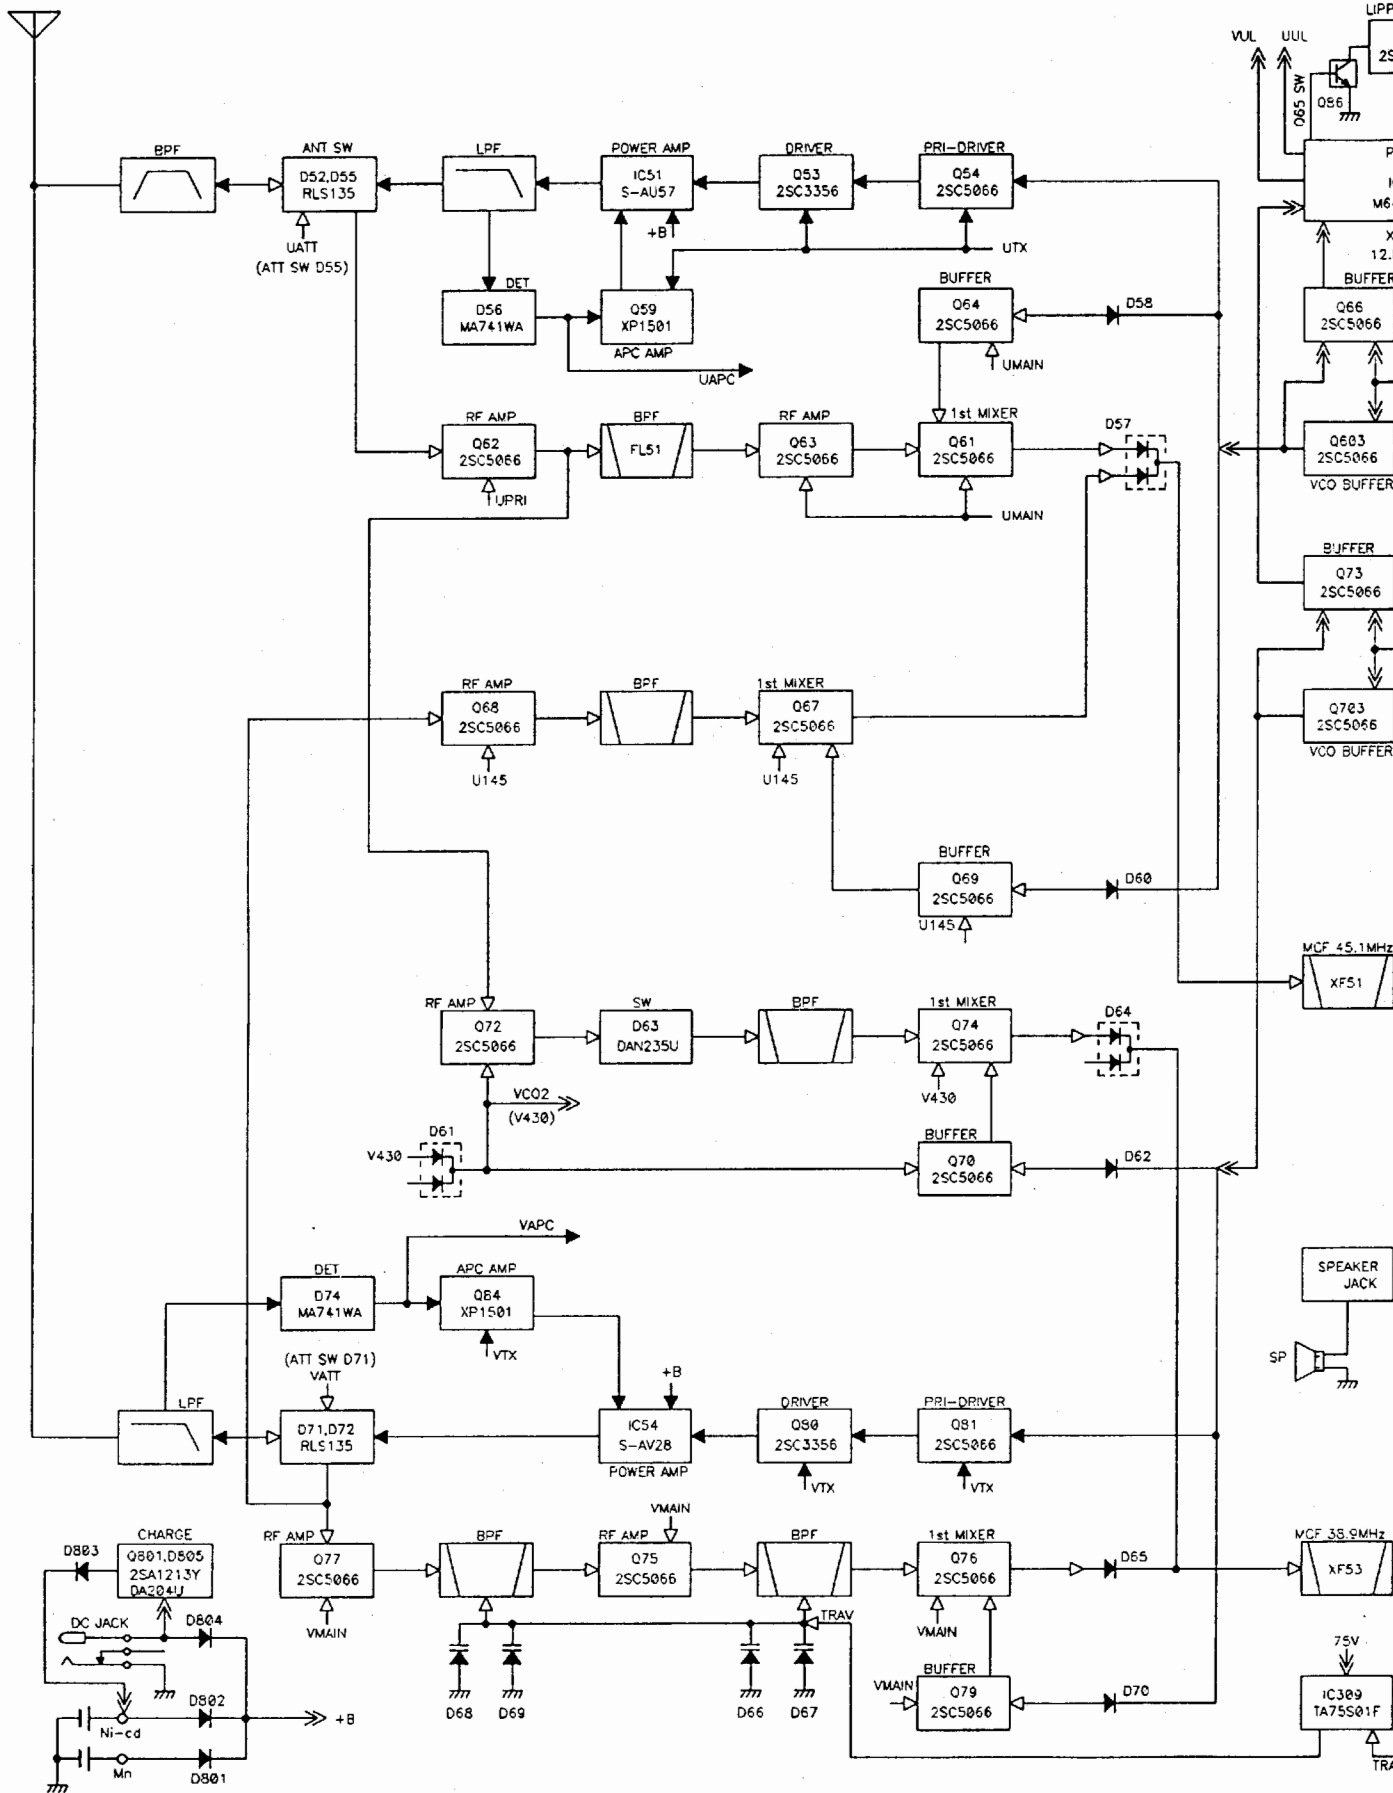 LIPP
VUL UUL
2S
Q65 SW
Q86
BPF
ANT SW
D52,D55
RLS135
LPF
POWER AMP
IC51
S-AU57
DRIVER
Q53
2SC3356
PRI-DRIVER
Q54
2SC5066
P
I
M6
UATT
(ATT SW D55)
+B
UTX
X
12.
DET
D56
MA741WA
Q59
XP1501
APC AMP
BUFFER
Q64
2SC5066
D58
BUFFER
Q66
2SC5066
UAPC
UMAIN
RF AMP
Q62
2SC5066
BPF
FL51
RF AMP
Q63
2SC5066
1st MIXER
Q61
2SC5066
D57
Q603
2SC5066
VCO BUFFER
UPRI
UMAIN
BUFFER
Q73
2SC5066
RF AMP
Q68
2SC5066
BPF
1st MIXER
Q67
2SC5066
Q703
2SC5066
VCO BUFFER
U145
U145
BUFFER
Q69
2SC5066
D60
U145
MCF 45.1MHz
XF51
RF AMP
Q72
2SC5066
SW
D63
DAN235U
BPF
1st MIXER
Q74
2SC5066
D64
VCO2
(V430)
V430
D61
V430
BUFFER
Q70
2SC5066
D62
VAPC
DET
D74
MA741WA
APC AMP
Q84
XP1501
SPEAKER
JACK
VTX
(ATT SW D71)
VATT
+B
SP
LPF
D71,D72
RLS135
IC54
S-AV28
POWER AMP
DRIVER
Q80
2SC3356
PRI-DRIVER
Q81
2SC5066
VTX
VTX
VMAIN
D803
CHARGE
Q801,D805
2SA1213Y
DA204U
RF AMP
Q77
2SC5066
BPF
RF AMP
Q75
2SC5066
BPF
1st MIXER
Q76
2SC5066
D65
MCF 38.9MHz
XF53
DC JACK
D804
VMAIN
TRAV
VMAIN
75V
D802
Ni-cd
+B
D68
D69
D66
D67
VMAIN
BUFFER
Q79
2SC5066
D70
IC309
TA75S01F
Mn
D801
TRA